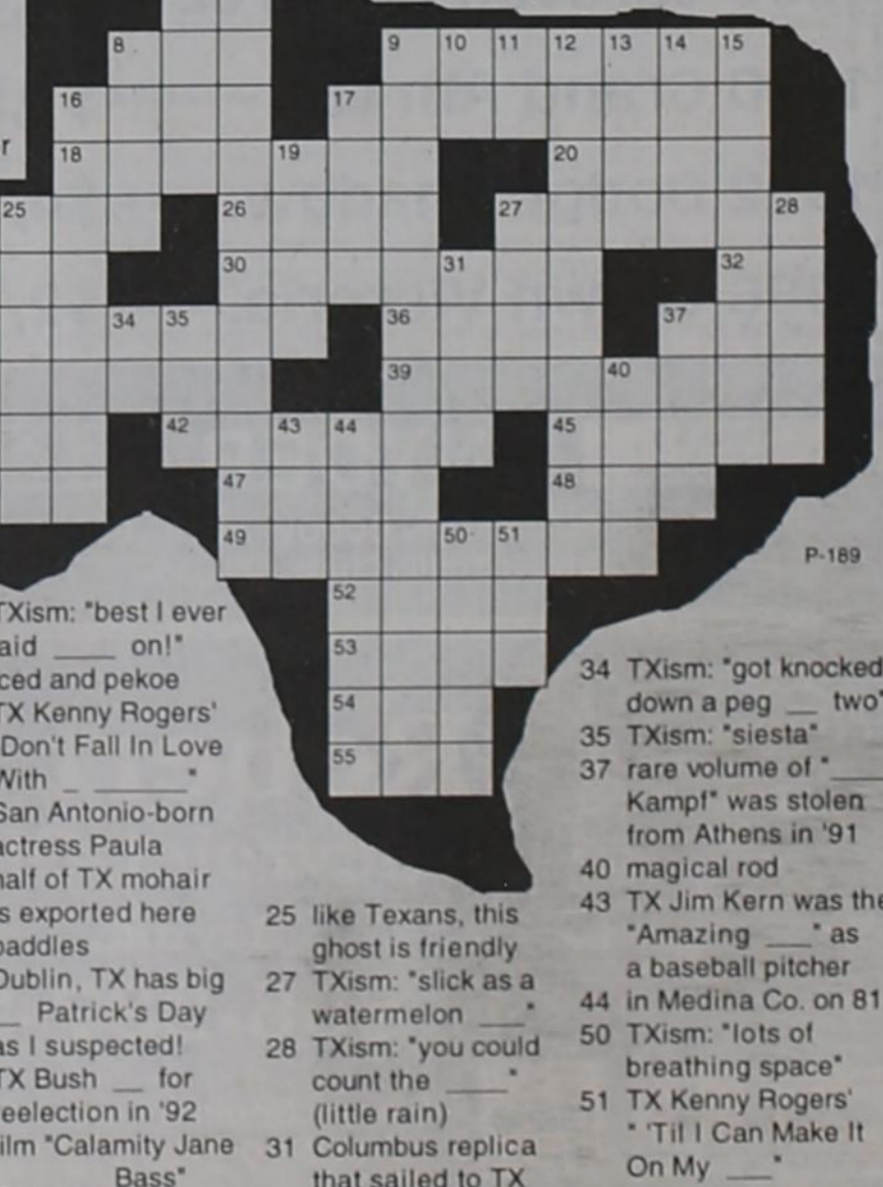 8 9 10 11 12 13 14 15
16 17
r 18 19 20
25 26 27 28
30 31 32
34 35 36 37
39 40
42 43 44 45
47 48
49 50 51
P-189
52
53
54
55
TXism: "best I ever
aid ____ on!"
ced and pekoe
TX Kenny Rogers'
"Don't Fall In Love
With _ ______"
San Antonio-born
actress Paula
half of TX mohair
s exported here
paddles
Dublin, TX has big
__ Patrick's Day
as I suspected!
TX Bush __ for
eelection in '92
ilm "Calamity Jane
Bass"
25 like Texans, this
ghost is friendly
27 TXism: "slick as a
watermelon ___"
28 TXism: "you could
count the ____"
(little rain)
31 Columbus replica
that sailed to TX
34 TXism: "got knocked
down a peg __ two"
35 TXism: "siesta"
37 rare volume of "____
Kampf" was stolen
from Athens in '91
40 magical rod
43 TX Jim Kern was the
"Amazing ___" as
a baseball pitcher
44 in Medina Co. on 81
50 TXism: "lots of
breathing space"
51 TX Kenny Rogers'
" 'Til I Can Make It
On My ___"